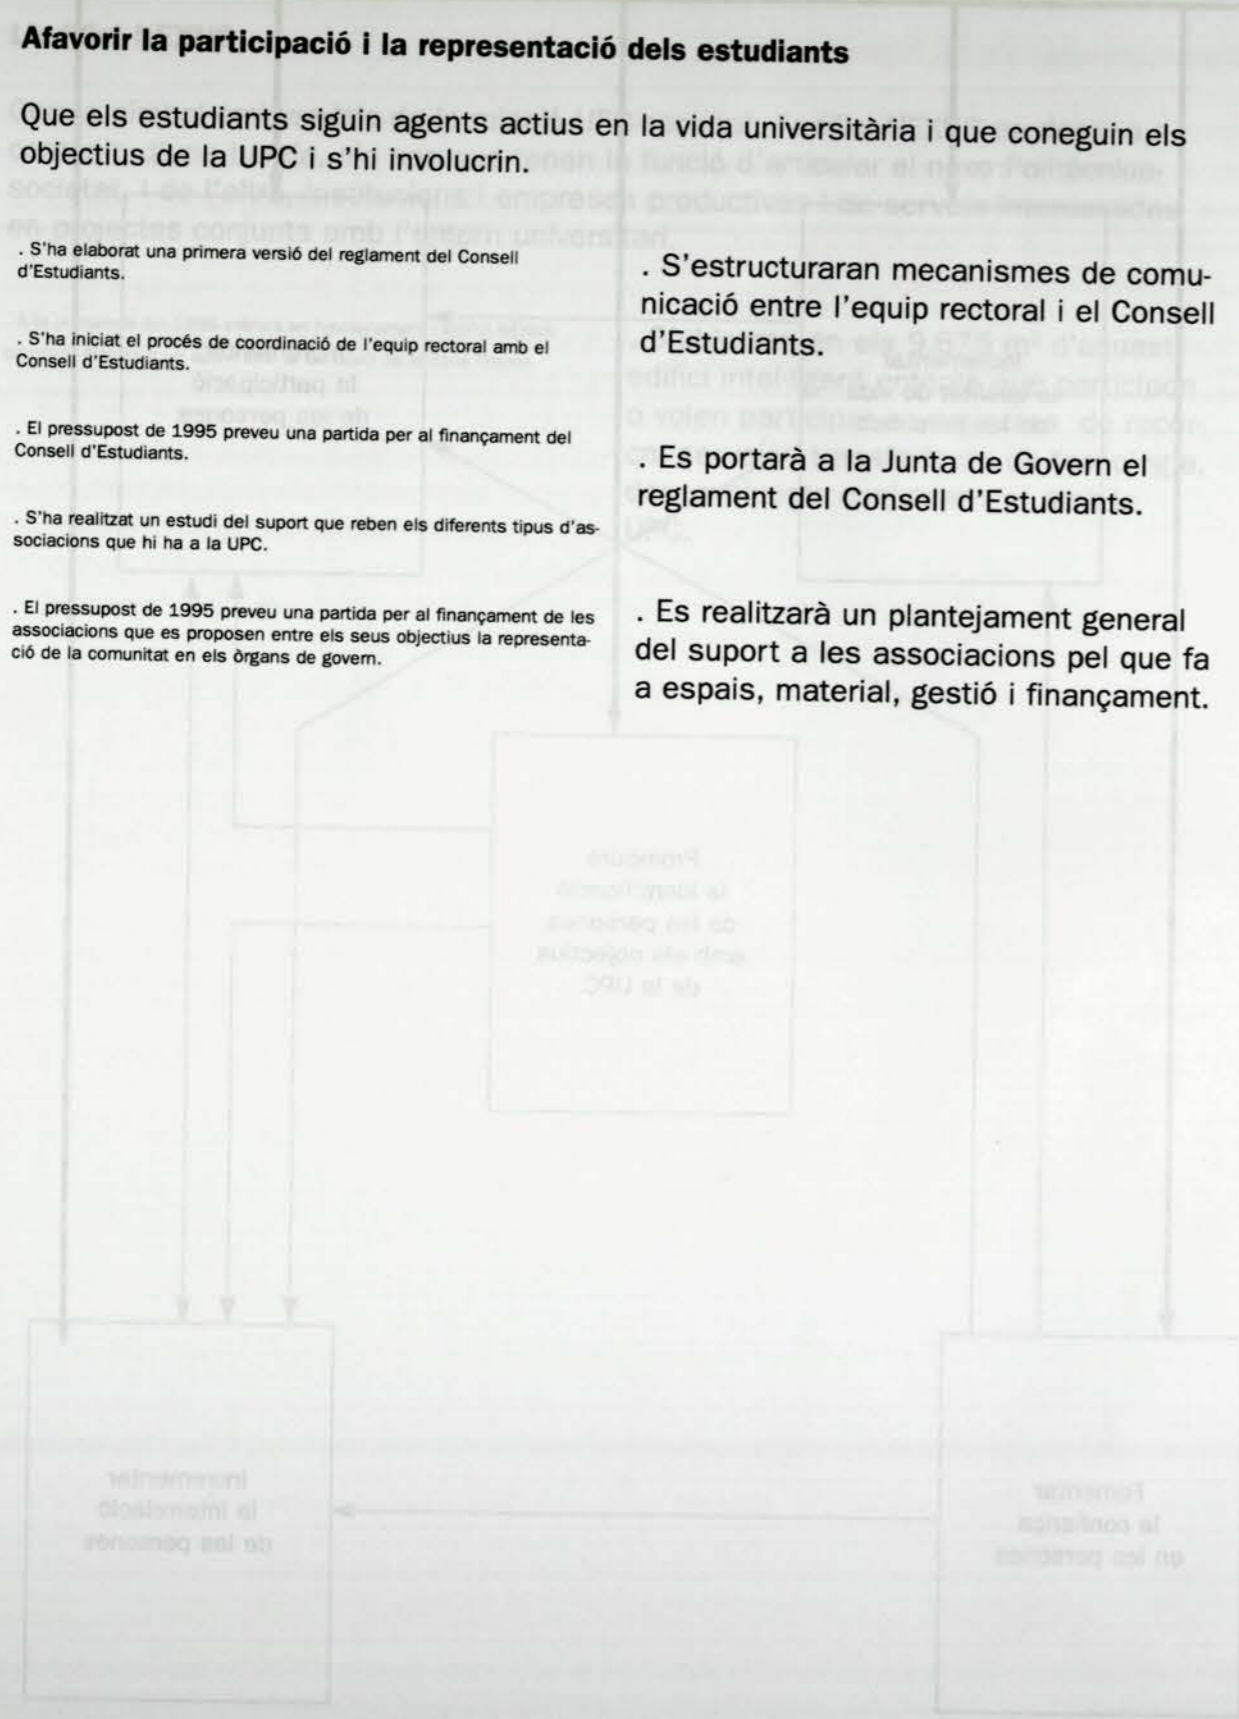 Afavorir la participació i la representació dels estudiants
Que els estudiants siguin agents actius en la vida universitària i que coneguin els
objectius de la UPC i s'hi involucrin.
. S'ha elaborat una primera versió del reglament del Consell
d'Estudiants.
. S'ha iniciat el procés de coordinació de l'equip rectoral amb el
Consell d'Estudiants.
. El pressupost de 1995 preveu una partida per al finançament del
Consell d'Estudiants.
. S'ha realitzat un estudi del suport que reben els diferents tipus d'as-
sociacions que hi ha a la UPC.
. El pressupost de 1995 preveu una partida per al finançament de les
associacions que es proposen entre els seus objectius la representa-
ció de la comunitat en els òrgans de govern.
. S'estructuraran mecanismes de comu-
nicació entre l'equip rectoral i el Consell
d'Estudiants.
. Es portarà a la Junta de Govern el
reglament del Consell d'Estudiants.
. Es realitzarà un plantejament general
del suport a les associacions pel que fa
a espais, material, gestió i finançament.